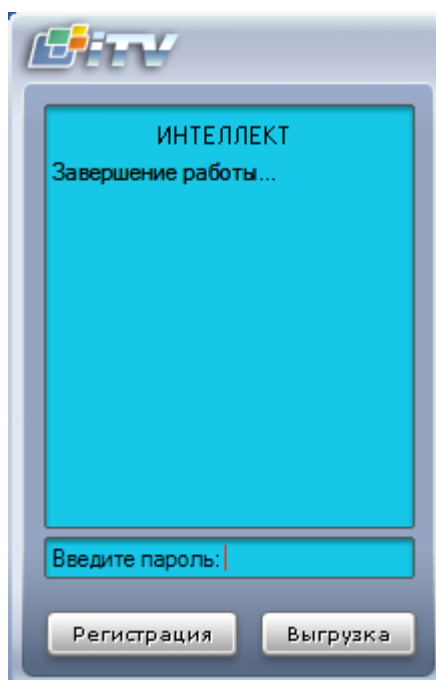 iTV
ИНТЕЛЛЕКТ
Завершение работы...
Введите пароль:
Регистрация
Выгрузка